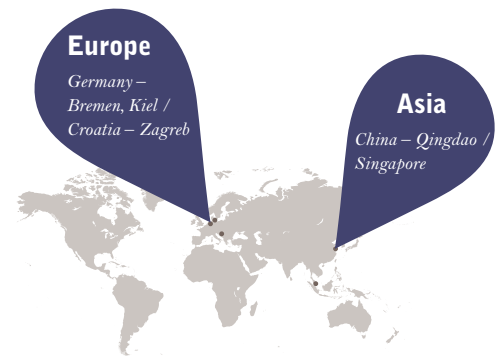 Europe
Germany –
Bremen, Kiel /
Croatia – Zagreb
Asia
China – Qingdao /
Singapore